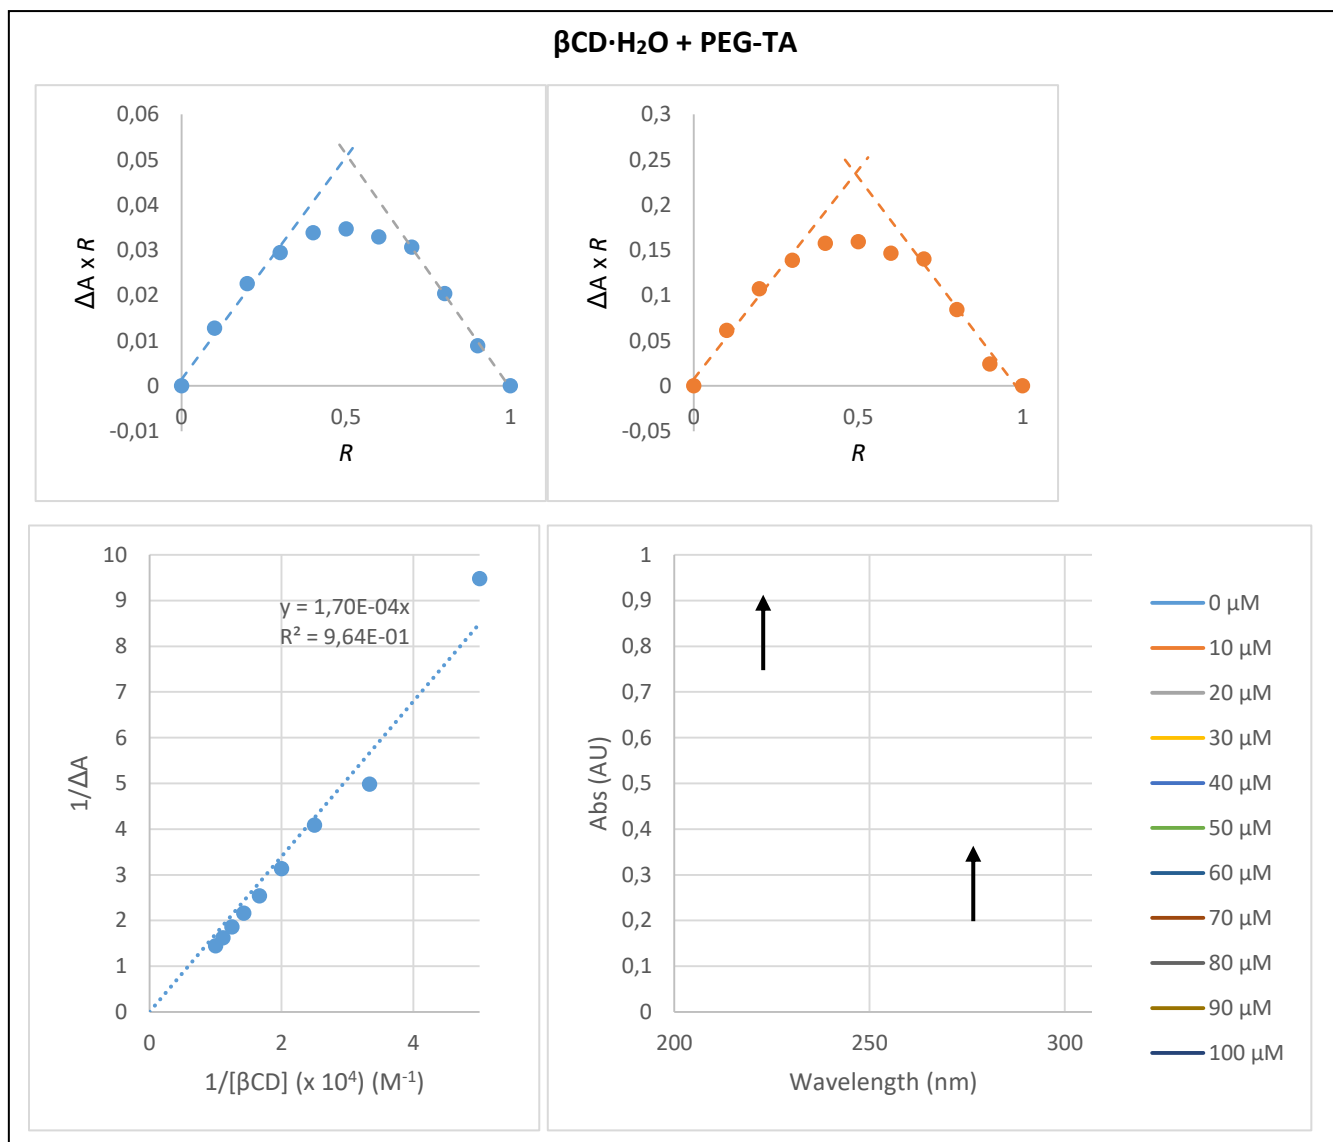 βCD·H₂O + PEG-TA
0,06
0,05
0,04
0,03
0,02
0,01
0
-0,01
0
0,5
1
ΔA x R
R
0,3
0,25
0,2
0,15
0,1
0,05
0
-0,05
0
0,5
1
ΔA x R
R
10
9
8
7
6
5
4
3
2
1
0
0
2
4
y = 1,70E-04x
R² = 9,64E-01
1/ΔA
1/[βCD] (x 10⁴) (M⁻¹)
1
0,9
0,8
0,7
0,6
0,5
0,4
0,3
0,2
0,1
0
200
250
300
Abs (AU)
Wavelength (nm)
0 µM
10 µM
20 µM
30 µM
40 µM
50 µM
60 µM
70 µM
80 µM
90 µM
100 µM